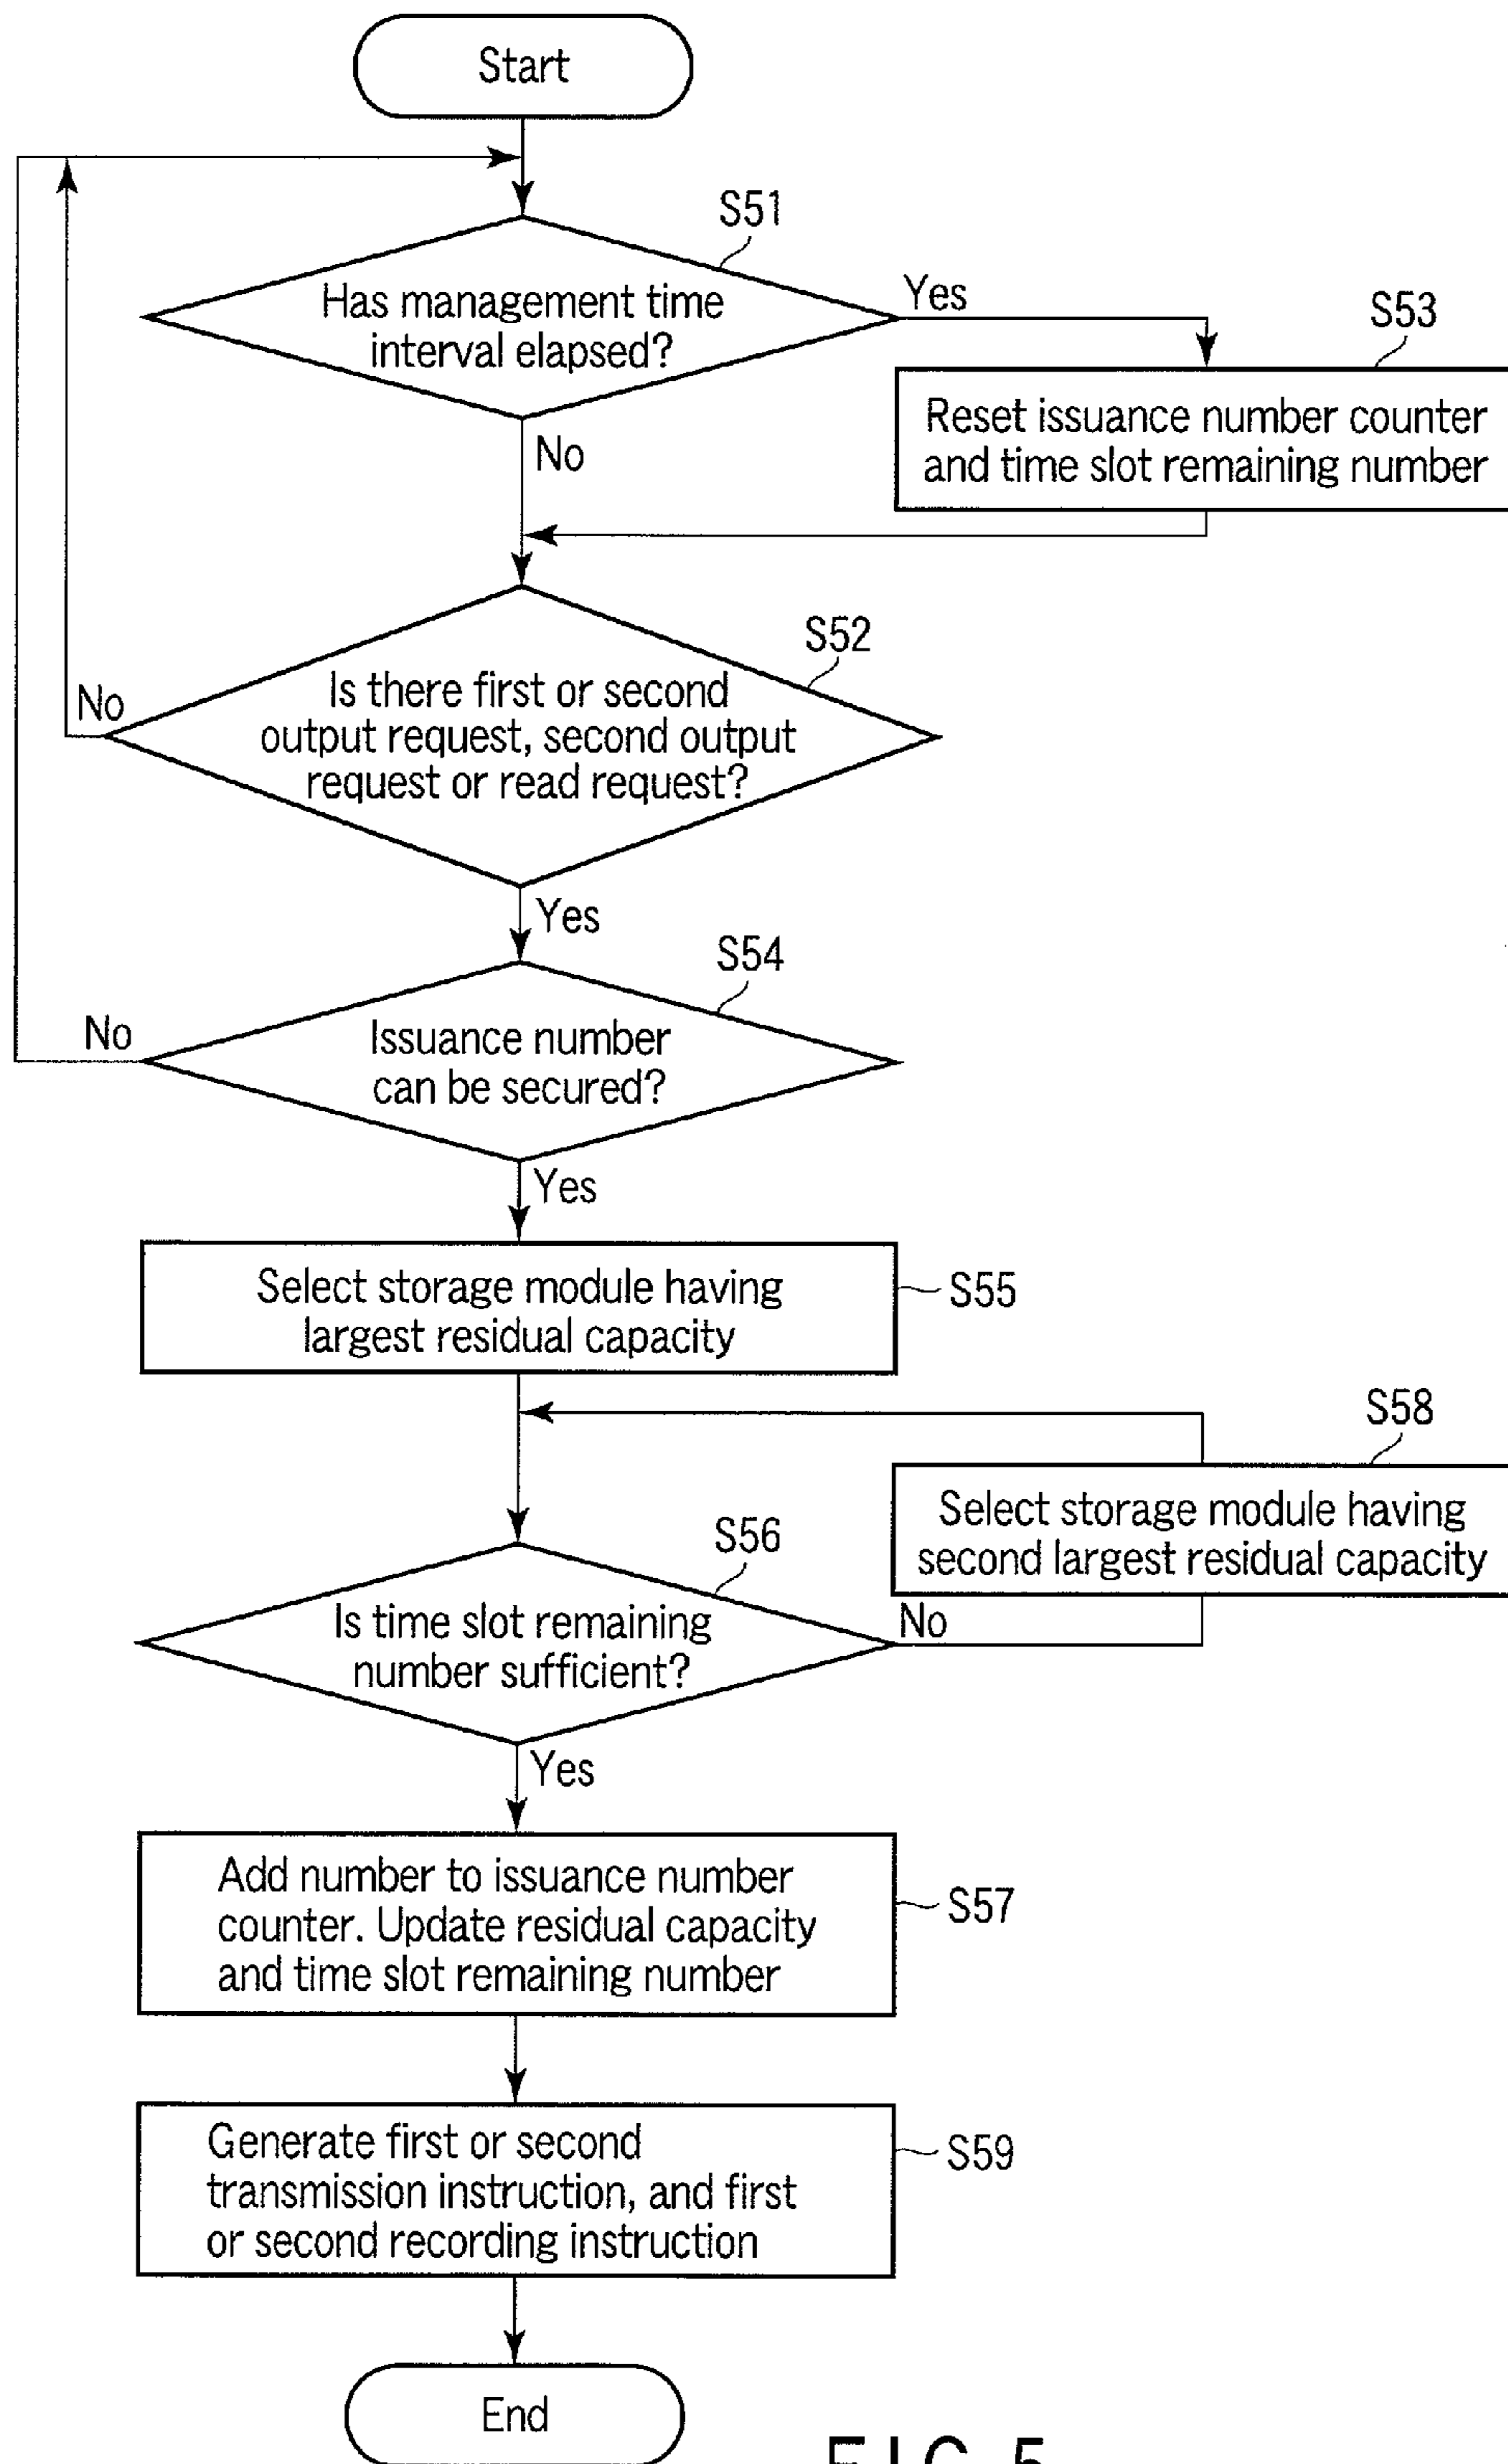 Start
S51
Has management time
interval elapsed?
Yes
S53
Reset issuance number counter
and time slot remaining number
No
S52
Is there first or second
output request, second output
request or read request?
No
Yes
S54
Issuance number
can be secured?
No
Yes
Select storage module having
largest residual capacity
S55
S58
Select storage module having
second largest residual capacity
S56
Is time slot remaining
number sufficient?
No
Yes
Add number to issuance number
counter. Update residual capacity
and time slot remaining number
S57
Generate first or second
transmission instruction, and first
or second recording instruction
S59
End
FIG. 5